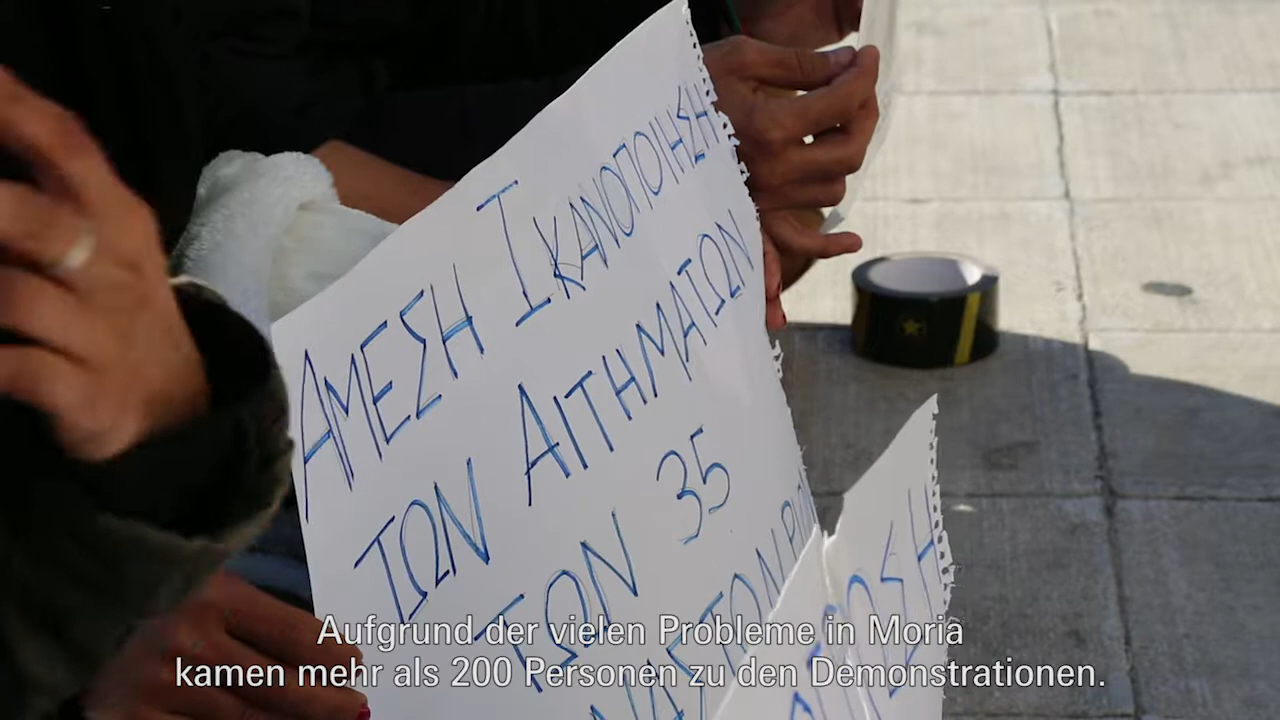 ΑΜΕΣΗ ΙΚΑΝΟΠΟΙΗΣΗ
ΤΩΝ ΑΙΤΗΜΑΤΩΝ
ΤΩΝ 35
Aufgrund der vielen Probleme in Moria
kamen mehr als 200 Personen zu den Demonstrationen.